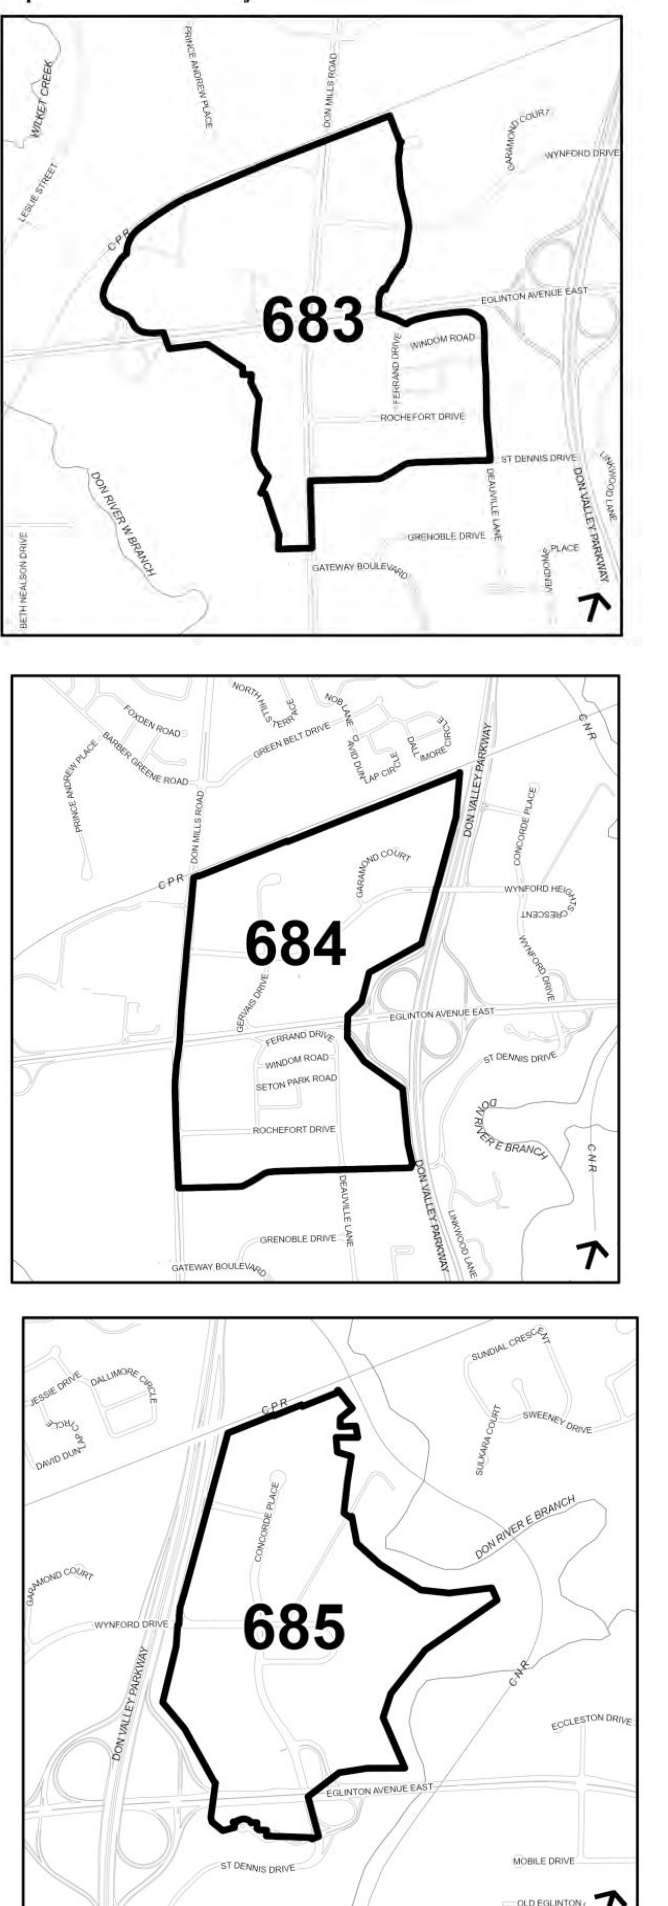 PRINCE ANDREW PLACE
DON MILLS ROAD
WILKET CREEK
GARAMOND COURT
WYNFORD DRIVE
LESLIE STREET
CPR
EGLINTON AVENUE EAST
683
WINDOM ROAD
FERRAND DRIVE
ROCHEFORT DRIVE
ST DENNIS DRIVE
LINKWOOD LANE
DON RIVER W BRANCH
DEAUVILLE LANE
DON VALLEY PARKWAY
GRENOBLE DRIVE
VENDOME PLACE
BETH NEALSON DRIVE
GATEWAY BOULEVARD
NORTH HILLS TERRACE
NOB LANE
CNR
FOXDEN ROAD
GREEN BELT DRIVE
DAVID DUNLAP CIRCLE
DALLIMORE CIRCLE
BARBER GREENE ROAD
PRINCE ANDREW PLACE
DON VALLEY PARKWAY
DON MILLS ROAD
CONCORDE PLACE
GARAMOND COURT
CPR
WYNFORD HEIGHTS CRESCENT
684
WYNFORD DRIVE
GERVAIS DRIVE
EGLINTON AVENUE EAST
FERRAND DRIVE
WINDOM ROAD
ST DENNIS DRIVE
SETON PARK ROAD
DON RIVER E BRANCH
ROCHEFORT DRIVE
CNR
DEAUVILLE LANE
DON VALLEY PARKWAY
LINKWOOD LANE
GRENOBLE DRIVE
GATEWAY BOULEVARD
SUNDIAL CRESCENT
JESSIE DRIVE
DALLIMORE CIRCLE
CPR
SWEENEY DRIVE
SULKARA COURT
DAVID DUNLAP CIRCLE
CONCORDE PLACE
DON RIVER E BRANCH
GARAMOND COURT
WYNFORD DRIVE
685
DON VALLEY PARKWAY
CNR
ECCLESTON DRIVE
EGLINTON AVENUE EAST
ST DENNIS DRIVE
MOBILE DRIVE
OLD EGLINTON